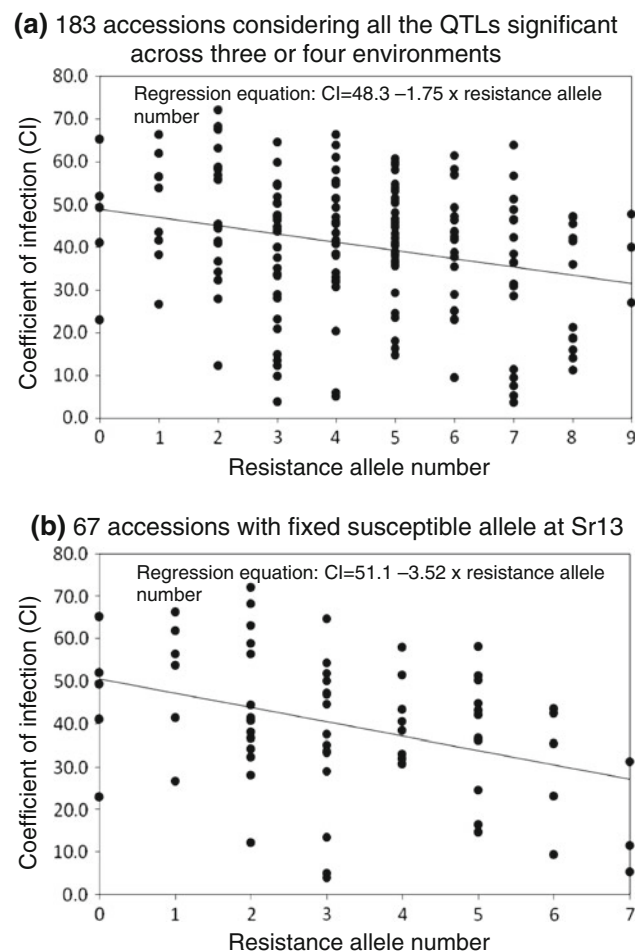 (a) 183 accessions considering all the QTLs significant
across three or four environments
Regression equation: CI=48.3 –1.75 x resistance allele
number
80.0
70.0
60.0
50.0
40.0
30.0
20.0
10.0
0.0
Coefficient of infection (CI)
0 1 2 3 4 5 6 7 8 9
Resistance allele number
(b) 67 accessions with fixed susceptible allele at Sr13
Regression equation: CI=51.1 –3.52 x resistance allele
number
80.0
70.0
60.0
50.0
40.0
30.0
20.0
10.0
0.0
Coefficient of infection (CI)
0 1 2 3 4 5 6 7
Resistance allele number